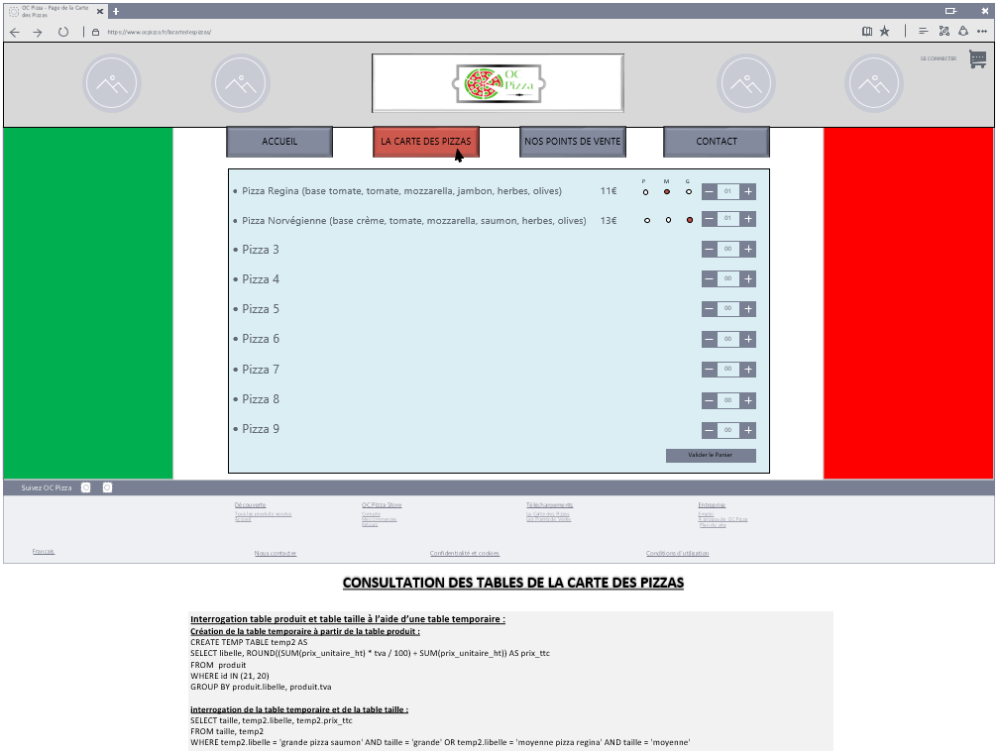 OC Pizza - Page de la Carte
des Pizzas
https://www.ocpizza.fr/lacartedespizzas/
SE CONNECTER
OC
Pizza
ACCUEIL
LA CARTE DES PIZZAS
NOS POINTS DE VENTE
CONTACT
P M G
• Pizza Regina (base tomate, tomate, mozzarella, jambon, herbes, olives) 11€ 01
• Pizza Norvégienne (base crème, tomate, mozzarella, saumon, herbes, olives) 13€ 01
• Pizza 3 00
• Pizza 4 00
• Pizza 5 00
• Pizza 6 00
• Pizza 7 00
• Pizza 8 00
• Pizza 9 00
Valider le Panier
Suivez OC Pizza
Découverte
Tous les produits vendus
Accueil
OC Pizza Store
Compte
Mes commandes
Retours
Téléchargements
La Carte des Pizzas
Les Points de Vente
Entreprise
Emploi
À propos de OC Pizza
Plan du site
Français
Nous contacter
Confidentialité et cookies
Conditions d'utilisation
CONSULTATION DES TABLES DE LA CARTE DES PIZZAS
Interrogation table produit et table taille à l'aide d'une table temporaire :
Création de la table temporaire à partir de la table produit :
CREATE TEMP TABLE temp2 AS
SELECT libelle, ROUND((SUM(prix_unitaire_ht) * tva / 100) + SUM(prix_unitaire_ht)) AS prix_ttc
FROM produit
WHERE id IN (21, 20)
GROUP BY produit.libelle, produit.tva
interrogation de la table temporaire et de la table taille :
SELECT taille, temp2.libelle, temp2.prix_ttc
FROM taille, temp2
WHERE temp2.libelle = 'grande pizza saumon' AND taille = 'grande' OR temp2.libelle = 'moyenne pizza regina' AND taille = 'moyenne'